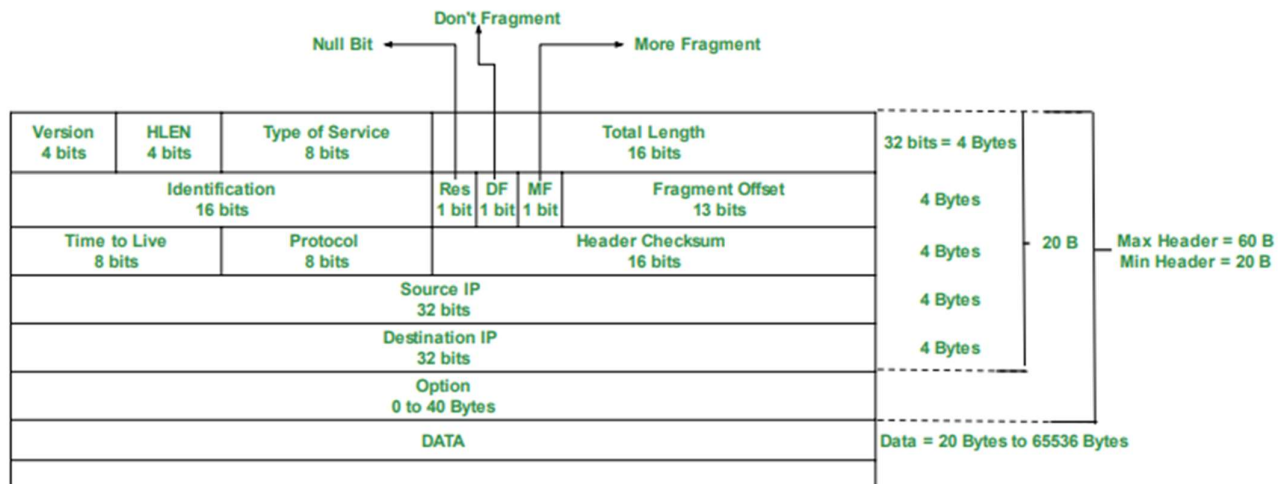 Don't Fragment
Null Bit
More Fragment
Version
4 bits
HLEN
4 bits
Type of Service
8 bits
Total Length
16 bits
32 bits = 4 Bytes
Identification
16 bits
Res
1 bit
DF
1 bit
MF
1 bit
Fragment Offset
13 bits
4 Bytes
Time to Live
8 bits
Protocol
8 bits
Header Checksum
16 bits
4 Bytes
20 B
Max Header = 60 B
Min Header = 20 B
Source IP
32 bits
4 Bytes
Destination IP
32 bits
4 Bytes
Option
0 to 40 Bytes
DATA
Data = 20 Bytes to 65536 Bytes